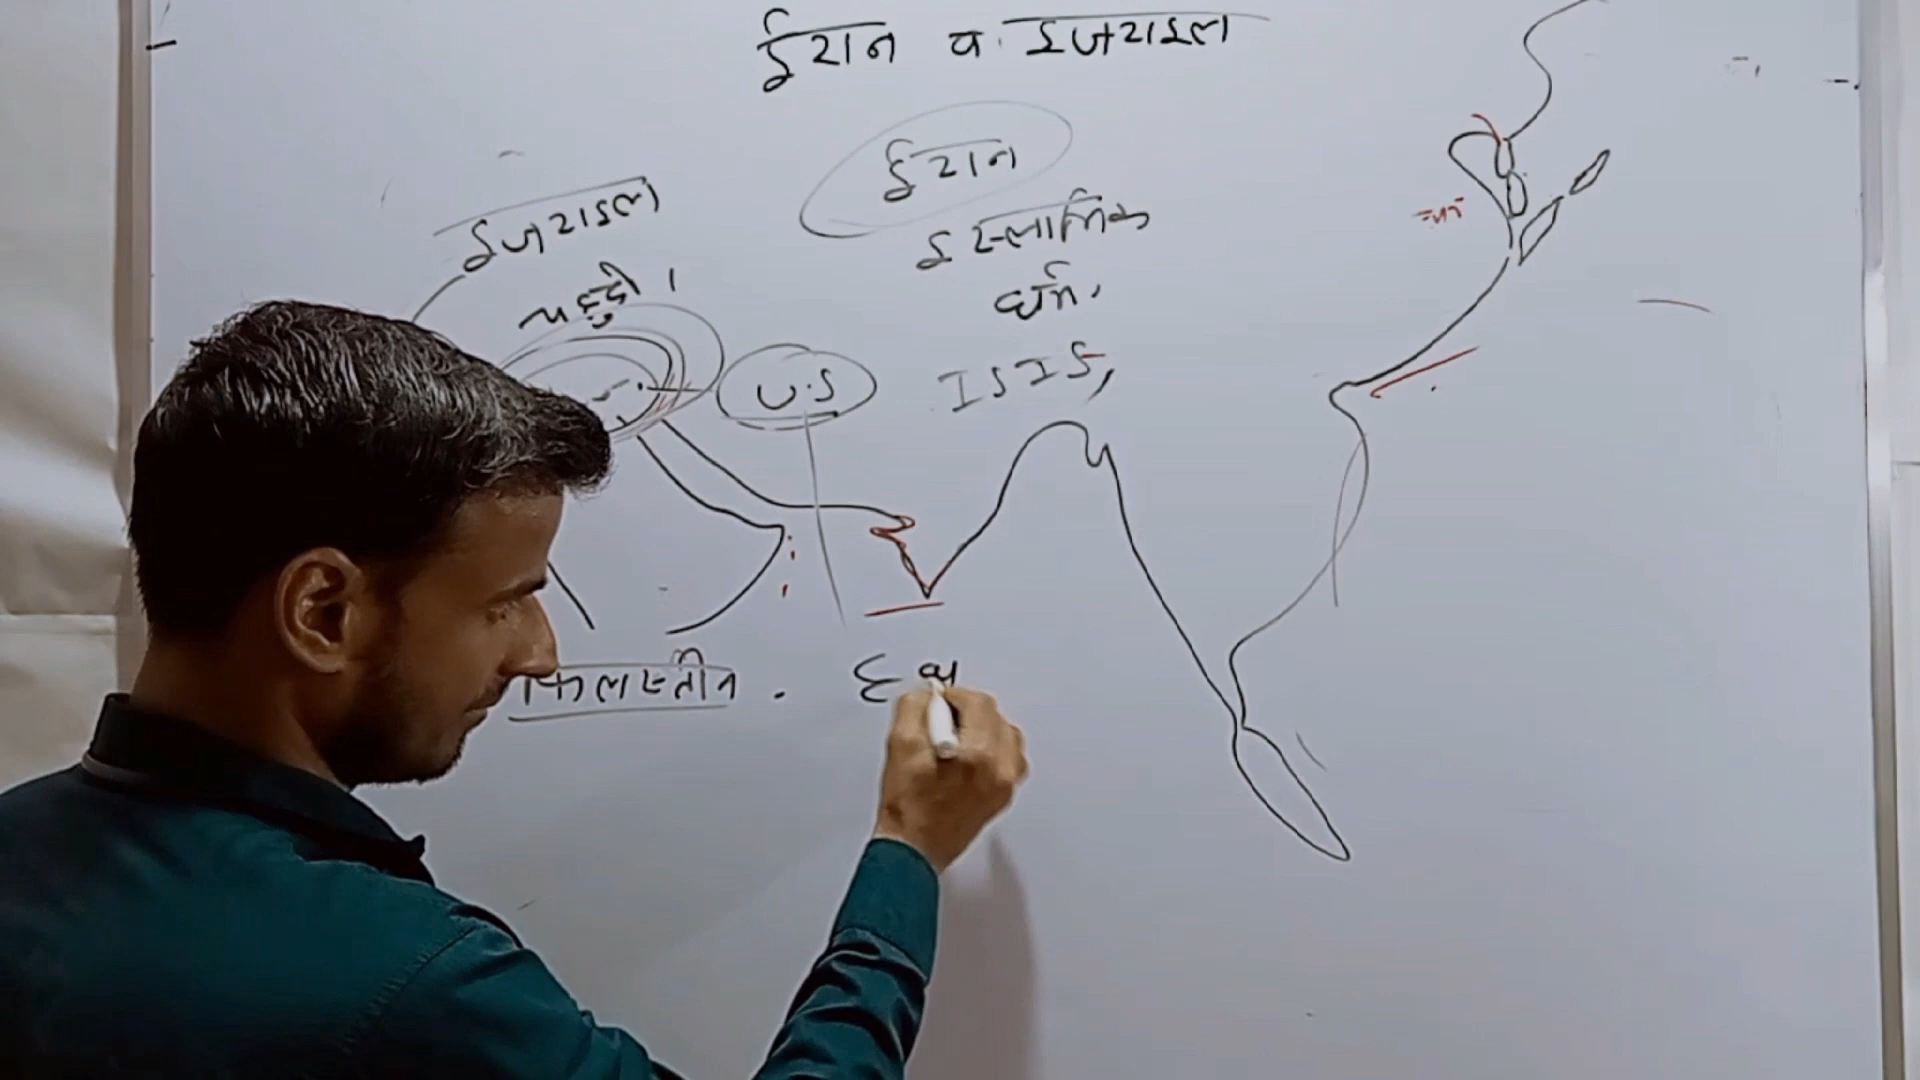 ईरान व इजराइल
ईरान
इजराइल
इस्लामिक
धर्म,
यहूदी।
U.S
ISIS,
फिलस्तीन .